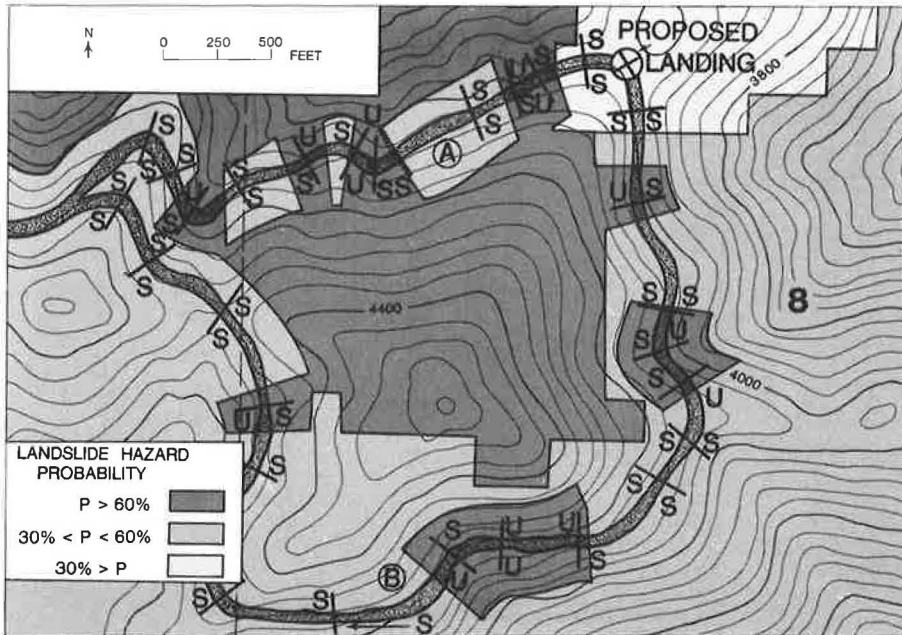 N
0 250 500 FEET
PROPOSED
LANDING
S
S
3800
S
U
S
S
S U
S S
S
U
S
U
A
S
S
U
S
S
U
S S
U S
S
S
S
S
S
8
S S
4400
U
S
S
4000
U
U S
S
S
S
LANDSLIDE HAZARD
PROBABILITY
P > 60%
30% < P < 60%
30% > P
S
U
U
S
U
U
S
B
S
S
S